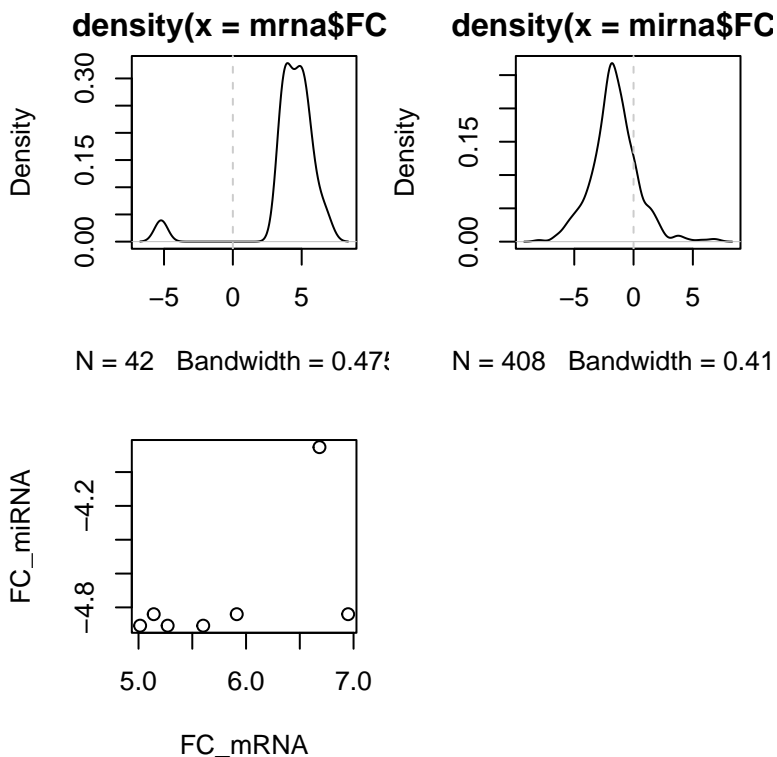 density(x = mrna$FC
Density
0.00
0.15
0.30
−5
0
5
N = 42 Bandwidth = 0.475
density(x = mirna$FC
Density
0.00
0.15
−5
0
5
N = 408 Bandwidth = 0.41
FC_miRNA
−4.8
−4.2
5.0
6.0
7.0
FC_mRNA